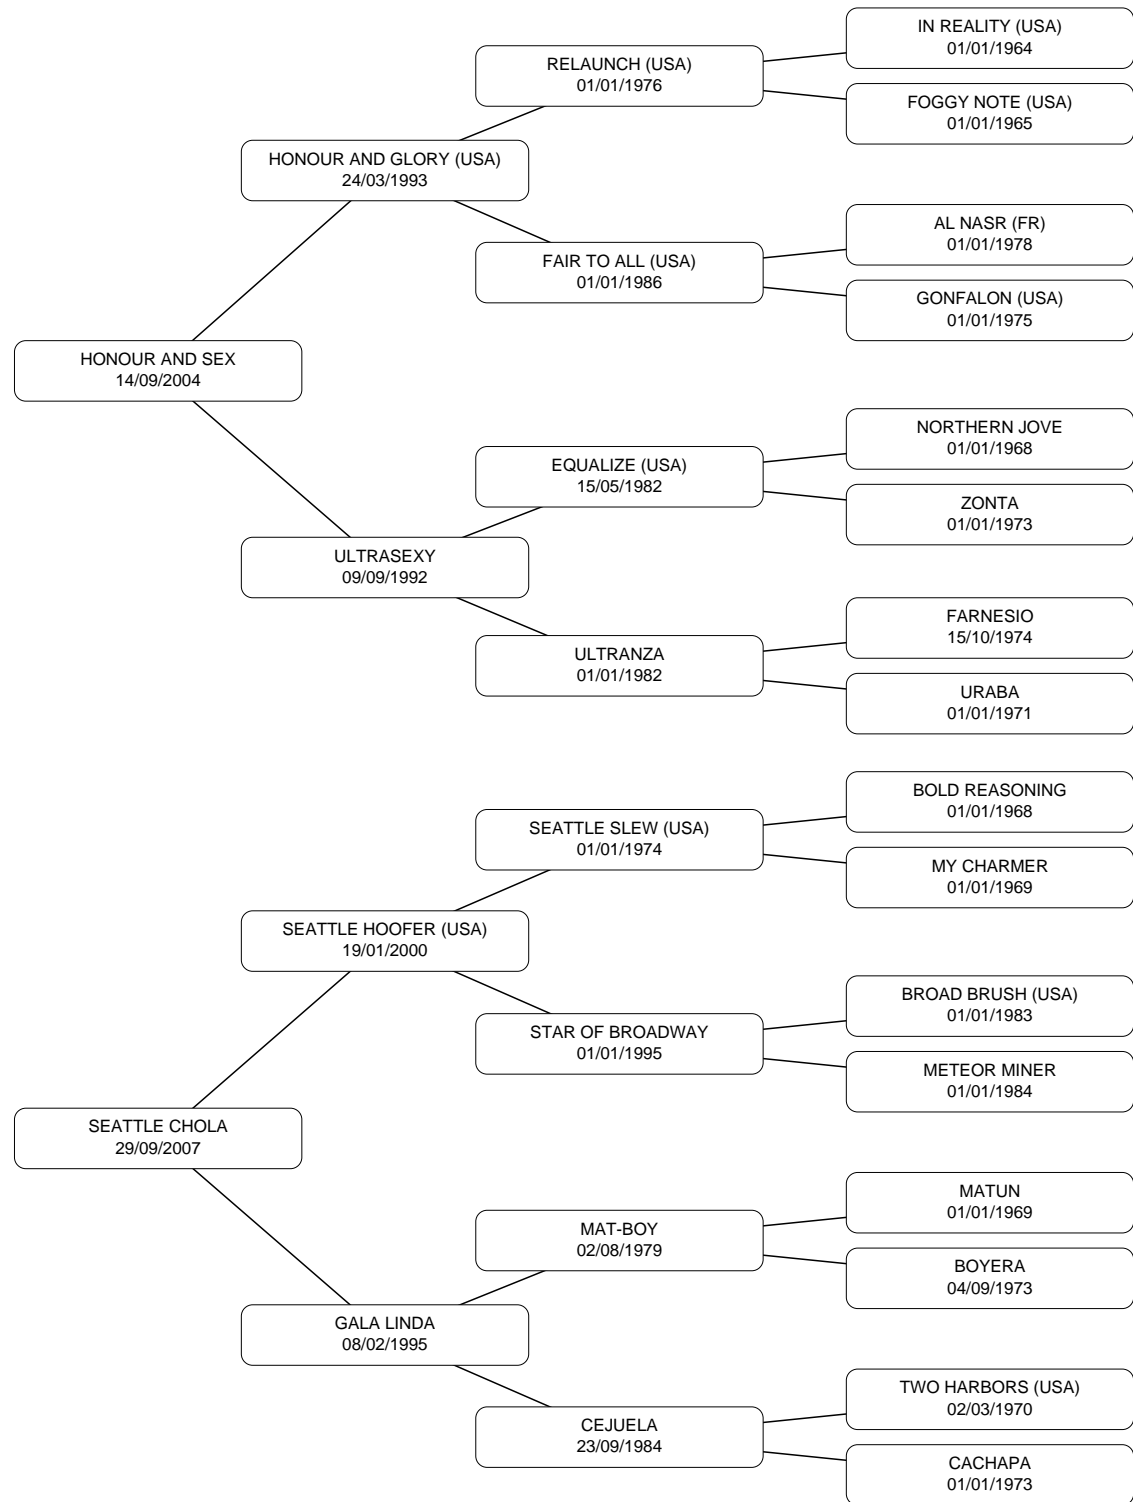 IN REALITY (USA)
01/01/1964
RELAUNCH (USA)
01/01/1976
FOGGY NOTE (USA)
01/01/1965
HONOUR AND GLORY (USA)
24/03/1993
AL NASR (FR)
01/01/1978
FAIR TO ALL (USA)
01/01/1986
GONFALON (USA)
01/01/1975
HONOUR AND SEX
14/09/2004
NORTHERN JOVE
01/01/1968
EQUALIZE (USA)
15/05/1982
ZONTA
01/01/1973
ULTRASEXY
09/09/1992
FARNESIO
15/10/1974
ULTRANZA
01/01/1982
URABA
01/01/1971
BOLD REASONING
01/01/1968
SEATTLE SLEW (USA)
01/01/1974
MY CHARMER
01/01/1969
SEATTLE HOOFER (USA)
19/01/2000
BROAD BRUSH (USA)
01/01/1983
STAR OF BROADWAY
01/01/1995
METEOR MINER
01/01/1984
SEATTLE CHOLA
29/09/2007
MATUN
01/01/1969
MAT-BOY
02/08/1979
BOYERA
04/09/1973
GALA LINDA
08/02/1995
TWO HARBORS (USA)
02/03/1970
CEJUELA
23/09/1984
CACHAPA
01/01/1973